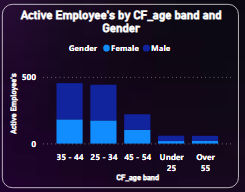 Active Employee's by CF_age band and
Gender
Gender Female Male
Active Employee's
500
0
35 - 44 25 - 34 45 - 54 Under 25 Over 55
CF_age band